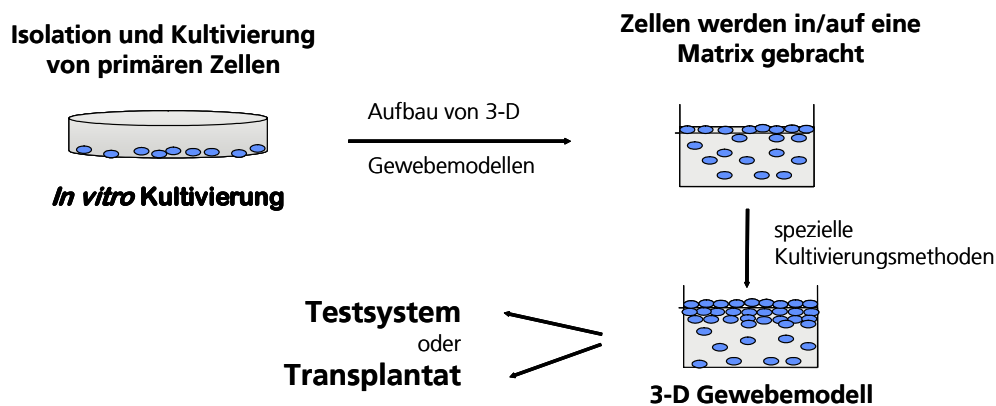 Isolation und Kultivierung
von primären Zellen
In vitro Kultivierung
Aufbau von 3-D
Gewebemodellen
Zellen werden in/auf eine
Matrix gebracht
spezielle
Kultivierungsmethoden
3-D Gewebemodell
Testsystem
oder
Transplantat